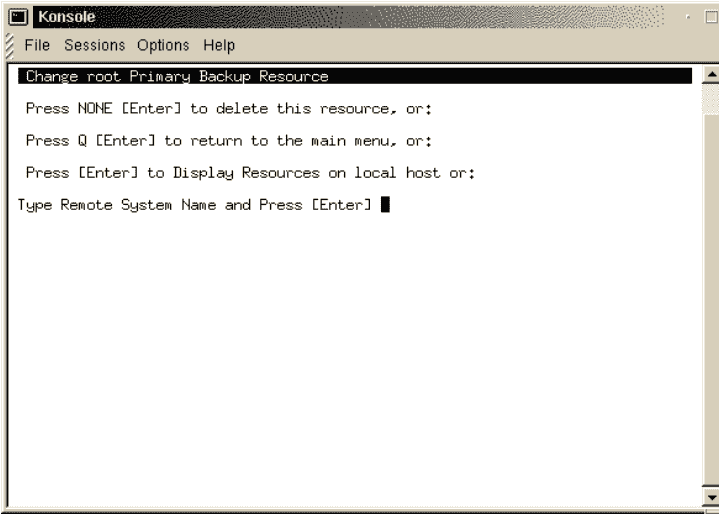 Konsole
File Sessions Options Help
Change root Primary Backup Resource
Press NONE [Enter] to delete this resource, or:
Press Q [Enter] to return to the main menu, or:
Press [Enter] to Display Resources on local host or:
Type Remote System Name and Press [Enter]